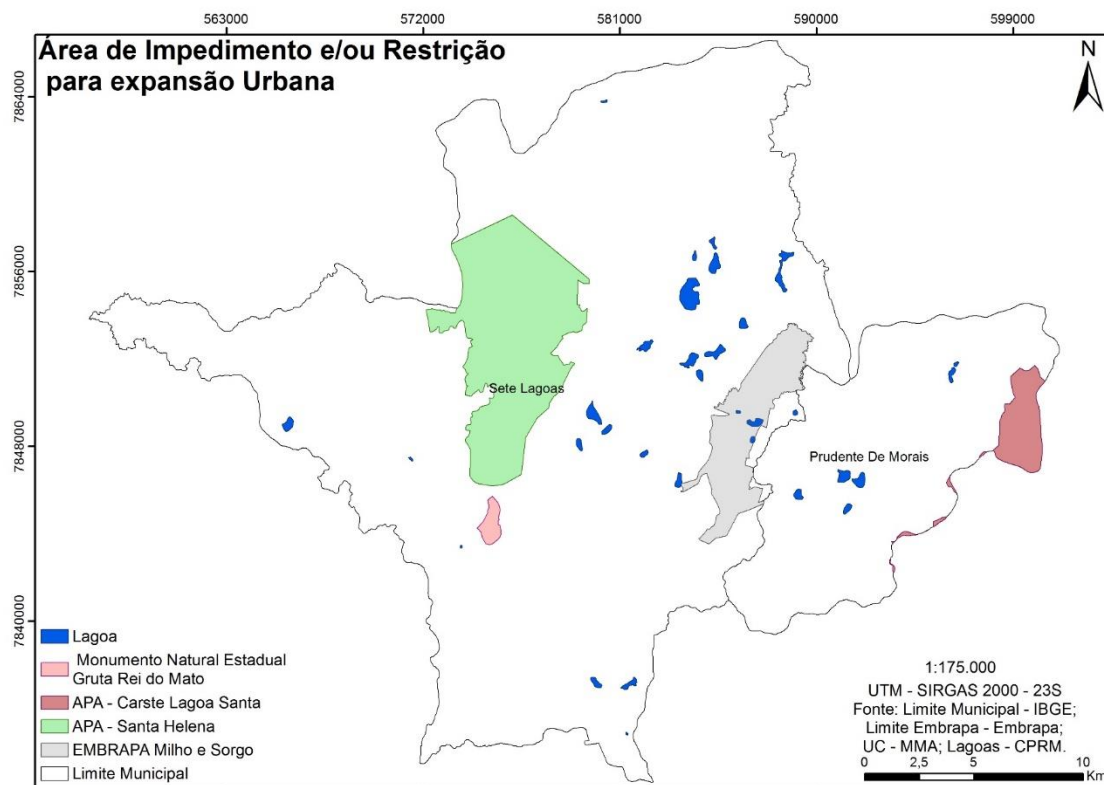 563000
572000
581000
590000
599000
Área de Impedimento e/ou Restrição
para expansão Urbana
N
7864000
7856000
7848000
7840000
Sete Lagoas
Prudente De Morais
Lagoa
Monumento Natural Estadual
Gruta Rei do Mato
APA - Carste Lagoa Santa
APA - Santa Helena
EMBRAPA Milho e Sorgo
Limite Municipal
1:175.000
UTM - SIRGAS 2000 - 23S
Fonte: Limite Municipal - IBGE;
Limite Embrapa - Embrapa;
UC - MMA; Lagoas - CPRM.
0 2,5 5 10
Km